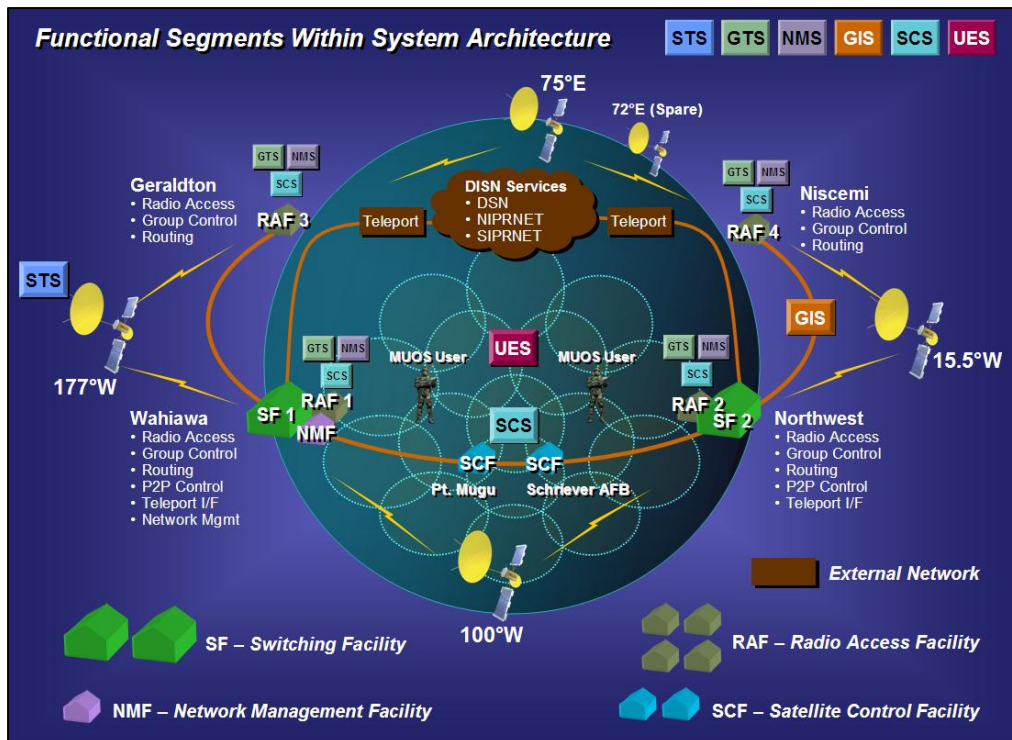 Functional Segments Within System Architecture
STS
GTS
NMS
GIS
SCS
UES
75°E
72°E (Spare)
GTS
NMS
SCS
RAF 3
Geraldton
• Radio Access
• Group Control
• Routing
DISN Services
• DSN
• NIPRNET
• SIPRNET
Teleport
Teleport
GTS
NMS
SCS
RAF 4
Niscemi
• Radio Access
• Group Control
• Routing
STS
177°W
GIS
15.5°W
GTS
NMS
SCS
RAF 1
SF 1
NMF
MUOS User
UES
MUOS User
GTS
NMS
SCS
RAF 2
SF 2
Wahiawa
• Radio Access
• Group Control
• Routing
• P2P Control
• Teleport I/F
• Network Mgmt
SCS
SCF
SCF
Pt. Mugu
Schriever AFB
Northwest
• Radio Access
• Group Control
• Routing
• P2P Control
• Teleport I/F
100°W
External Network
SF – Switching Facility
RAF – Radio Access Facility
NMF – Network Management Facility
SCF – Satellite Control Facility